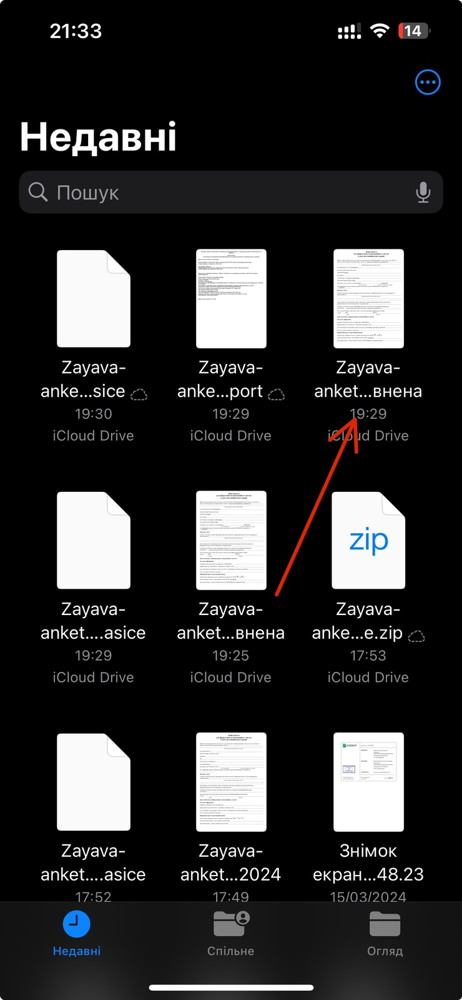 21:33
14
Недавні
Пошук
Zayava-
anke...sice
19:30
iCloud Drive
Zayava-
anke...port
19:29
iCloud Drive
Zayava-
anket...внена
19:29
iCloud Drive
Zayava-
anket....asice
19:29
iCloud Drive
Zayava-
anket...внена
19:25
iCloud Drive
zip
Zayava-
anke...e.zip
17:53
iCloud Drive
Zayava-
anket....asice
17:52
Zayava-
anket...2024
17:49
Знімок
екран...48.23
15/03/2024
Недавні
Спільне
Огляд